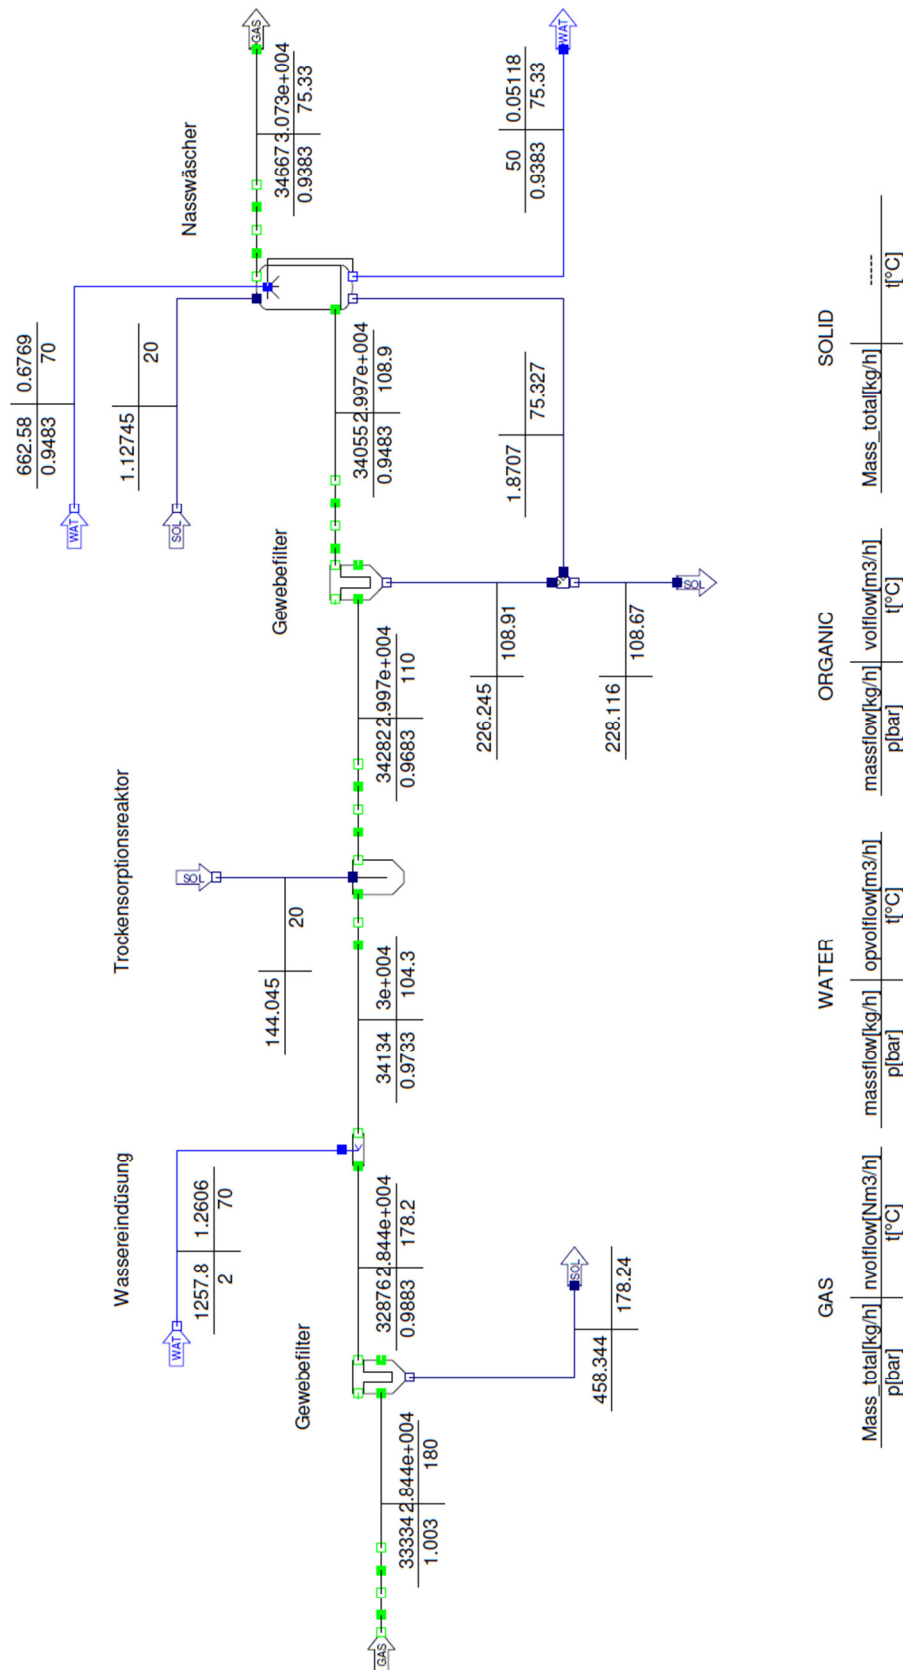 Gewebefilter
Wassereindüsung
Trockensorptionsreaktor
Gewebefilter
Nasswäscher
GAS
33334 2.844e+004
1.003 180
SOL
458.344 178.24
32876 2.844e+004
0.9883 178.2
WAT
1257.8 1.2606
2 70
34134 3e+004
0.9733 104.3
SOL
144.045
20
34282 2.997e+004
0.9683 110
226.245 108.91
228.116 108.67
SOL
34055 2.997e+004
0.9483 108.9
1.8707 75.327
WAT
662.58 0.6769
0.9483 70
SOL
1.12745 20
34667 3.073e+004
0.9383 75.33
GAS
50 0.05118
0.9383 75.33
WAT
GAS
Mass_total[kg/h] nvolflow[Nm3/h]
p[bar] t[°C]
WATER
massflow[kg/h] opvolflow[m3/h]
p[bar] t[°C]
ORGANIC
massflow[kg/h] volflow[m3/h]
p[bar] t[°C]
SOLID
Mass_total[kg/h] -----
t[°C]